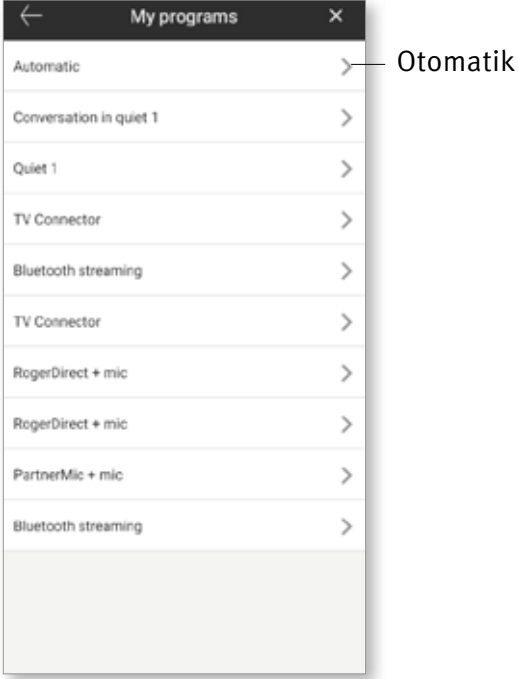 My programs
Automatic
Otomatik
Conversation in quiet 1
Quiet 1
TV Connector
Bluetooth streaming
TV Connector
RogerDirect + mic
RogerDirect + mic
PartnerMic + mic
Bluetooth streaming